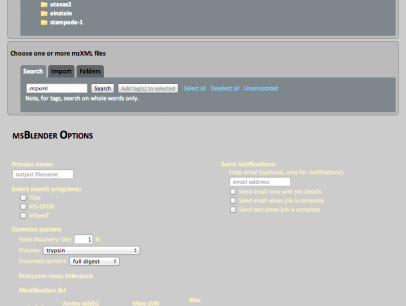 utexas2
einstein
stampede-1
Choose one or more mzXML files
Search Import Folders
.mzxml Search Add tag(s) to selected Select all Deselect all Unannotated
Note, for tags, search on whole words only.
MSBLENDER OPTIONS
Process name: Send notifications:
output filename Enter email (optional, only for notifications):
email address
Select search programs: Send email now with job details
Tide Send email when job is complete
MS-GFDB Send text when job is complete
InSpecT
Common params
False discovery rate: 1 %
Enzyme: trypsin
Enzymatic termini: full digest
Precursor mass tolerance
Modification list
Amino acid(s) Mass diff Max